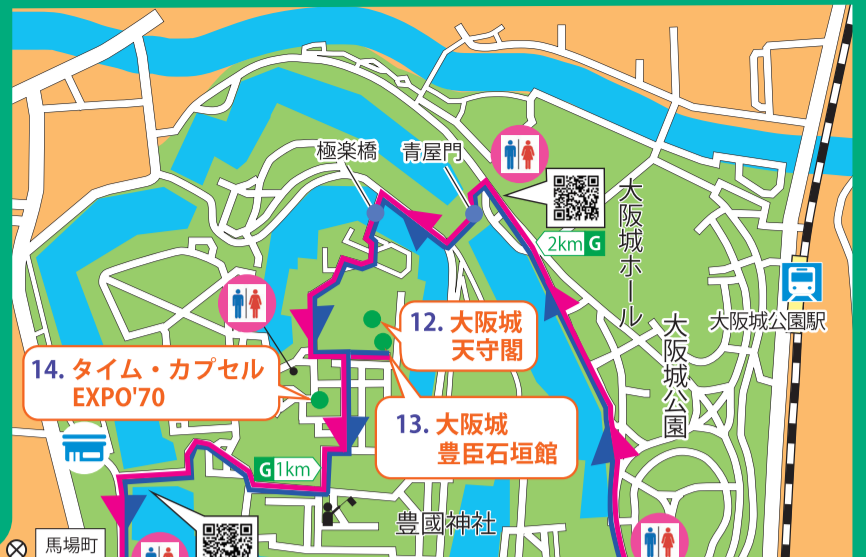 極楽橋
青屋門
大阪城ホール
2km G
大阪城公園駅
大阪城公園
12. 大阪城
天守閣
13. 大阪城
豊臣石垣館
14. タイム・カプセル
EXPO'70
G 1km
豊國神社
馬場町